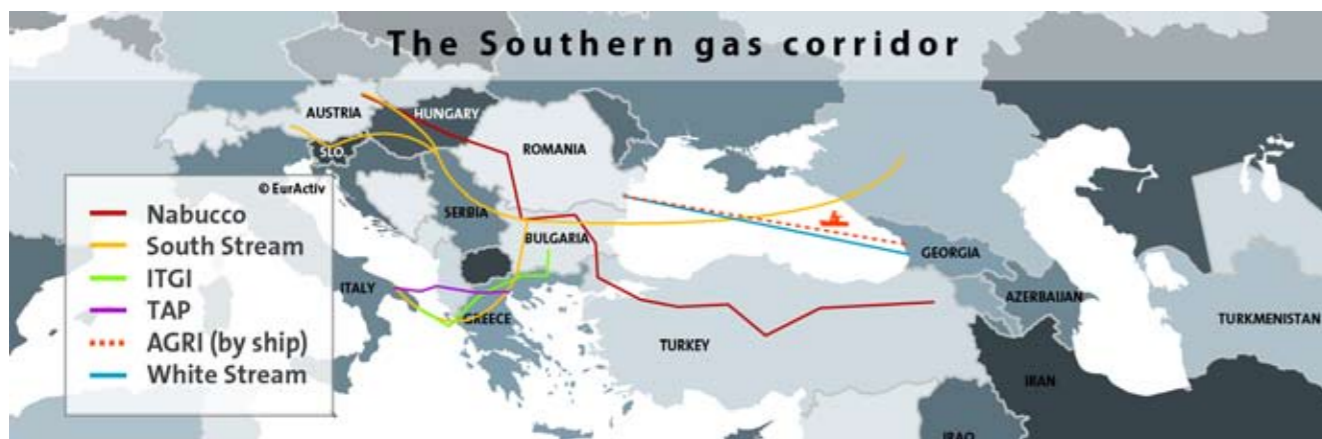 The Southern gas corridor
AUSTRIA
HUNGARY
SLO.
ROMANIA
© EurActiv
Nabucco
South Stream
ITGI
TAP
AGRI (by ship)
White Stream
SERBIA
BULGARIA
GEORGIA
ITALY
AZERBAIJAN
GREECE
TURKEY
TURKMENISTAN
IRAN
IRAQ